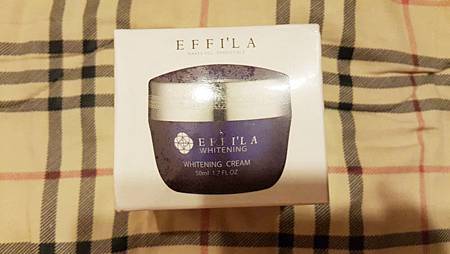 EFFI'LA
EFFI'LA
WHITENING
WHITENING CREAM
50ml 1.7 FL OZ